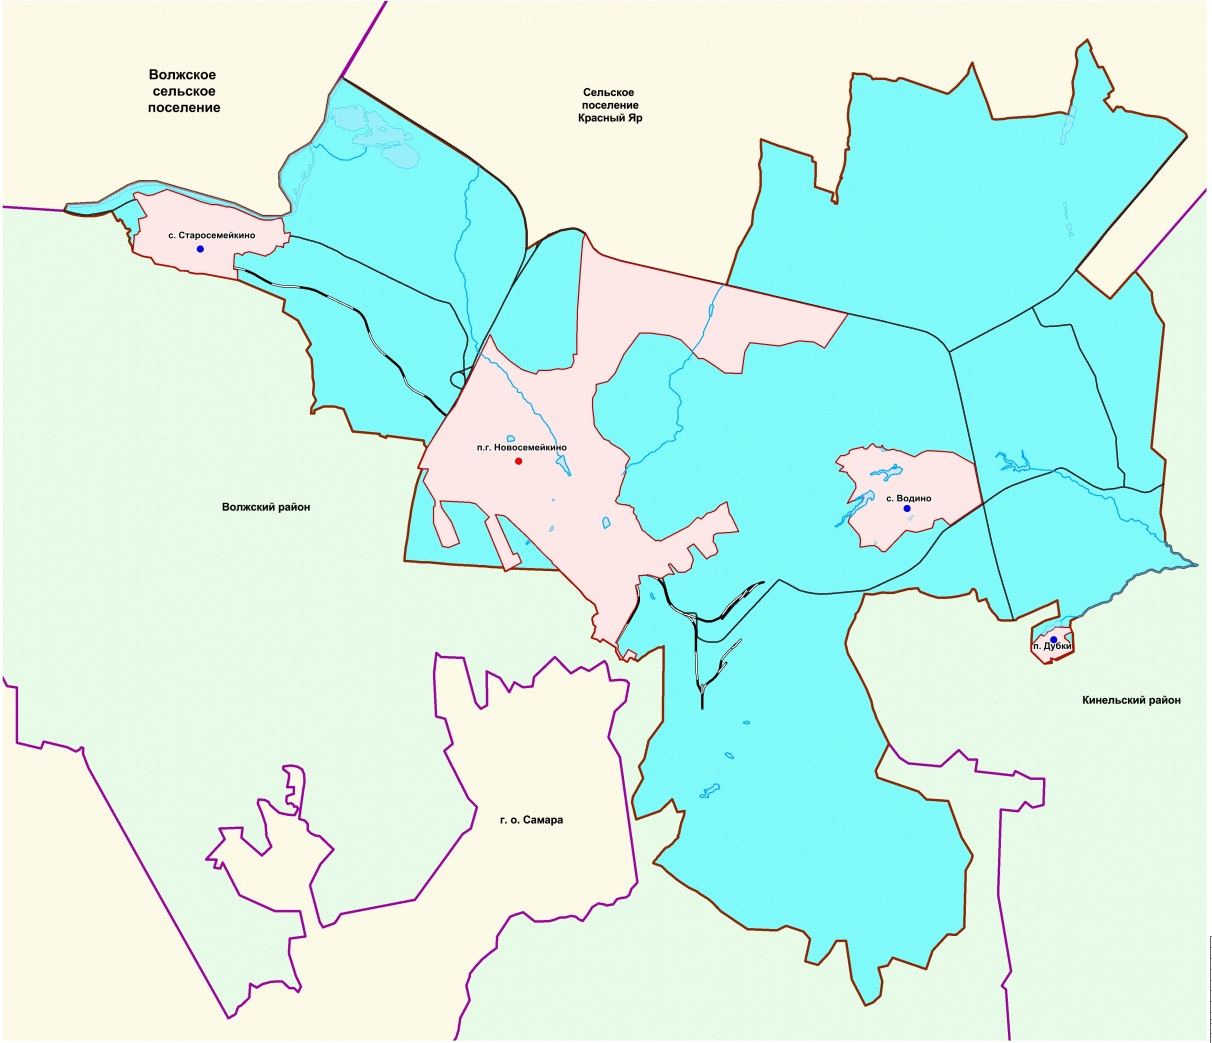 Волжское
сельское
поселение
Сельское
поселение
Красный Яр
с. Старосемейкино
п.г. Новосемейкино
с. Водино
Волжский район
п. Дубки
Кинельский район
г. о. Самара